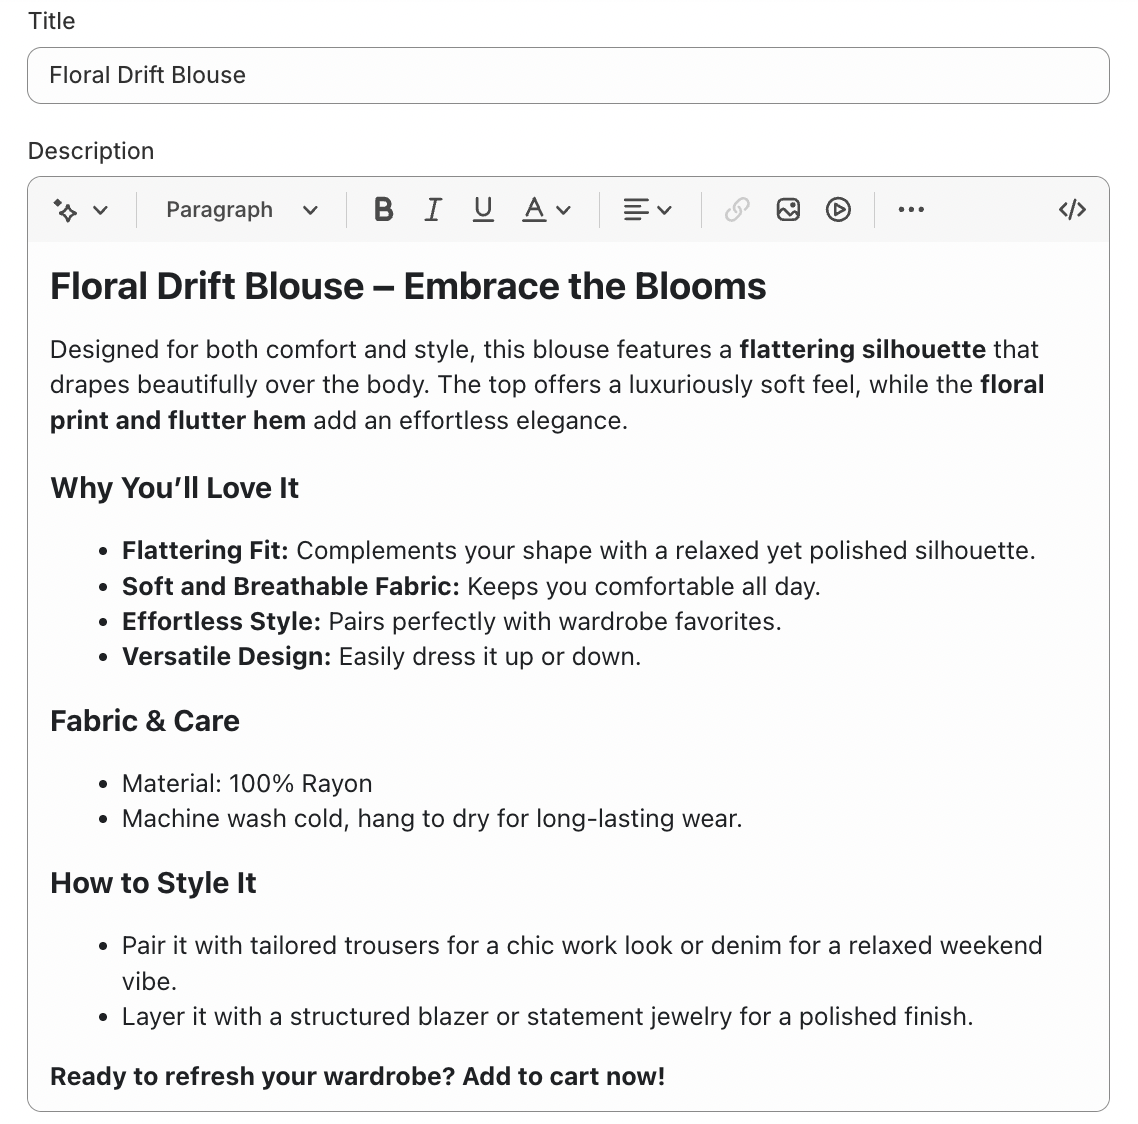 Title
Floral Drift Blouse
Description
Paragraph
B I U A
Floral Drift Blouse – Embrace the Blooms
Designed for both comfort and style, this blouse features a flattering silhouette that
drapes beautifully over the body. The top offers a luxuriously soft feel, while the floral
print and flutter hem add an effortless elegance.
Why You’ll Love It
• Flattering Fit: Complements your shape with a relaxed yet polished silhouette.
• Soft and Breathable Fabric: Keeps you comfortable all day.
• Effortless Style: Pairs perfectly with wardrobe favorites.
• Versatile Design: Easily dress it up or down.
Fabric & Care
• Material: 100% Rayon
• Machine wash cold, hang to dry for long-lasting wear.
How to Style It
• Pair it with tailored trousers for a chic work look or denim for a relaxed weekend
vibe.
• Layer it with a structured blazer or statement jewelry for a polished finish.
Ready to refresh your wardrobe? Add to cart now!